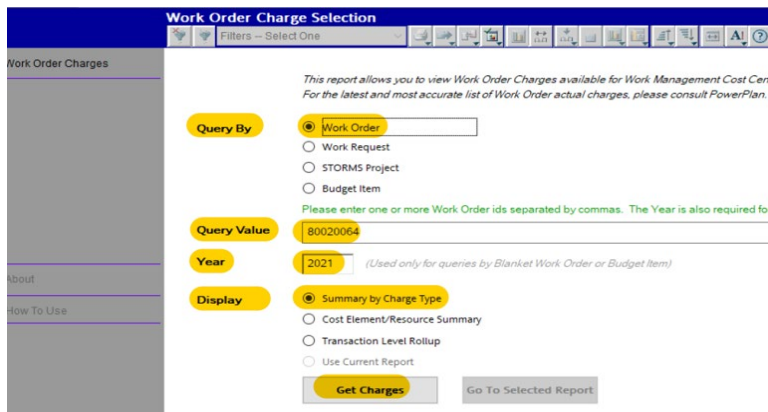 Work Order Charge Selection
Filters -- Select One
Work Order Charges
This report allows you to view Work Order Charges available for Work Management Cost Cen
For the latest and most accurate list of Work Order actual charges, please consult PowerPlan.
Query By
Work Order
Work Request
STORMS Project
Budget Item
Please enter one or more Work Order ids separated by commas. The Year is also required fo
Query Value
80020064
Year
2021
(Used only for queries by Blanket Work Order or Budget Item)
About
Display
Summary by Charge Type
How To Use
Cost Element/Resource Summary
Transaction Level Rollup
Use Current Report
Get Charges
Go To Selected Report